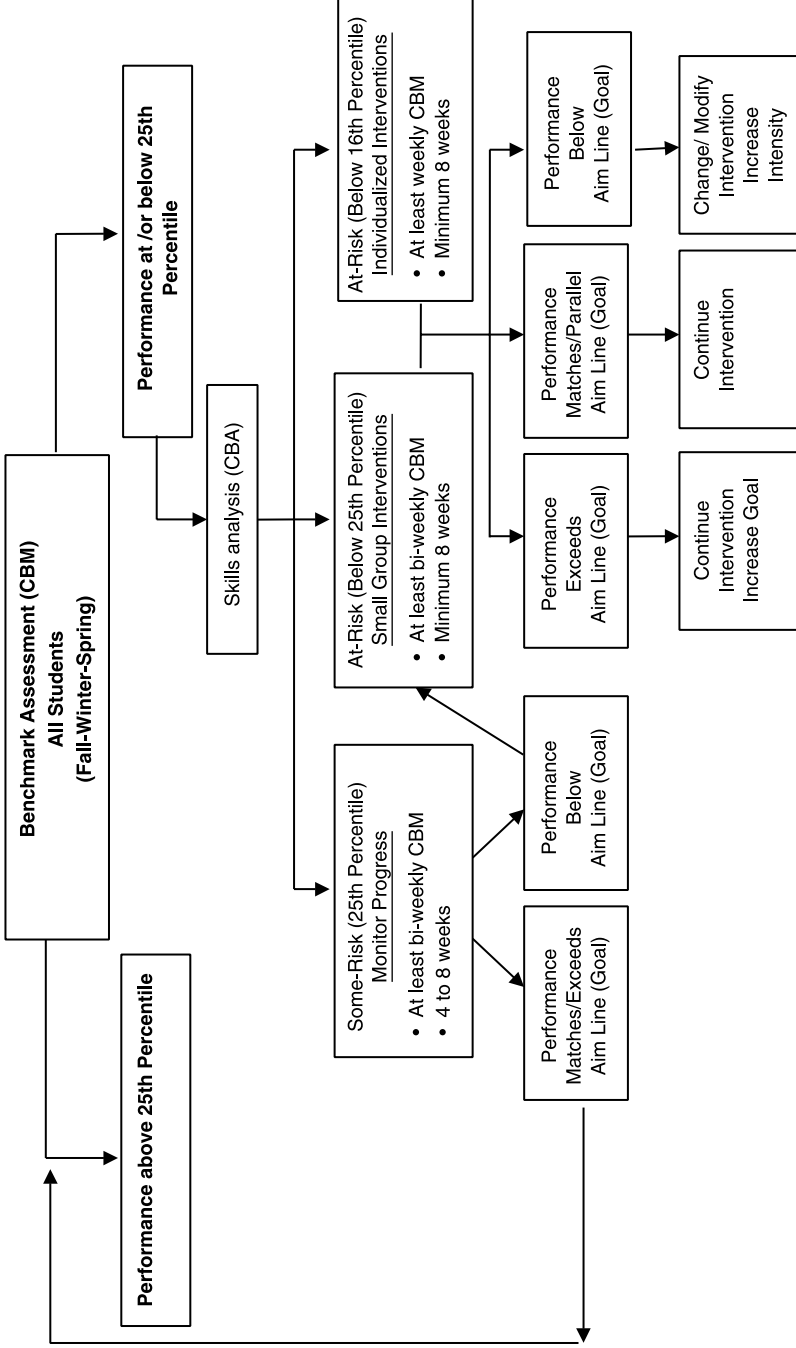 Benchmark Assessment (CBM)
All Students
(Fall-Winter-Spring)
Performance above 25th Percentile
Performance at /or below 25th
Percentile
Skills analysis (CBA)
Some-Risk (25th Percentile)
Monitor Progress
• At least bi-weekly CBM
• 4 to 8 weeks
At-Risk (Below 25th Percentile)
Small Group Interventions
• At least bi-weekly CBM
• Minimum 8 weeks
At-Risk (Below 16th Percentile)
Individualized Interventions
• At least weekly CBM
• Minimum 8 weeks
Performance
Matches/Exceeds
Aim Line (Goal)
Performance
Below
Aim Line (Goal)
Performance
Exceeds
Aim Line (Goal)
Performance
Matches/Parallel
Aim Line (Goal)
Performance
Below
Aim Line (Goal)
Continue
Intervention
Increase Goal
Continue
Intervention
Change/ Modify
Intervention
Increase
Intensity